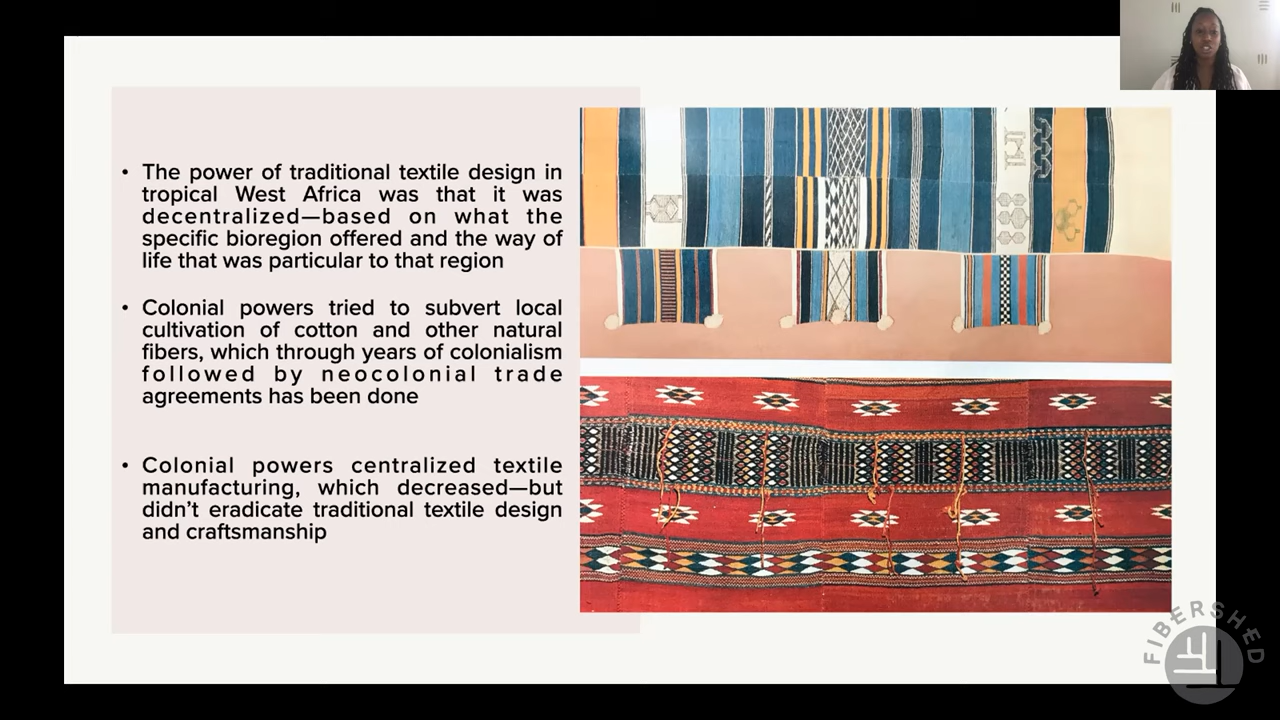 • The power of traditional textile design in
tropical West Africa was that it was
decentralized—based on what the
specific bioregion offered and the way of
life that was particular to that region
• Colonial powers tried to subvert local
cultivation of cotton and other natural
fibers, which through years of colonialism
followed by neocolonial trade
agreements has been done
• Colonial powers centralized textile
manufacturing, which decreased—but
didn’t eradicate traditional textile design
and craftsmanship
FIBERSHED